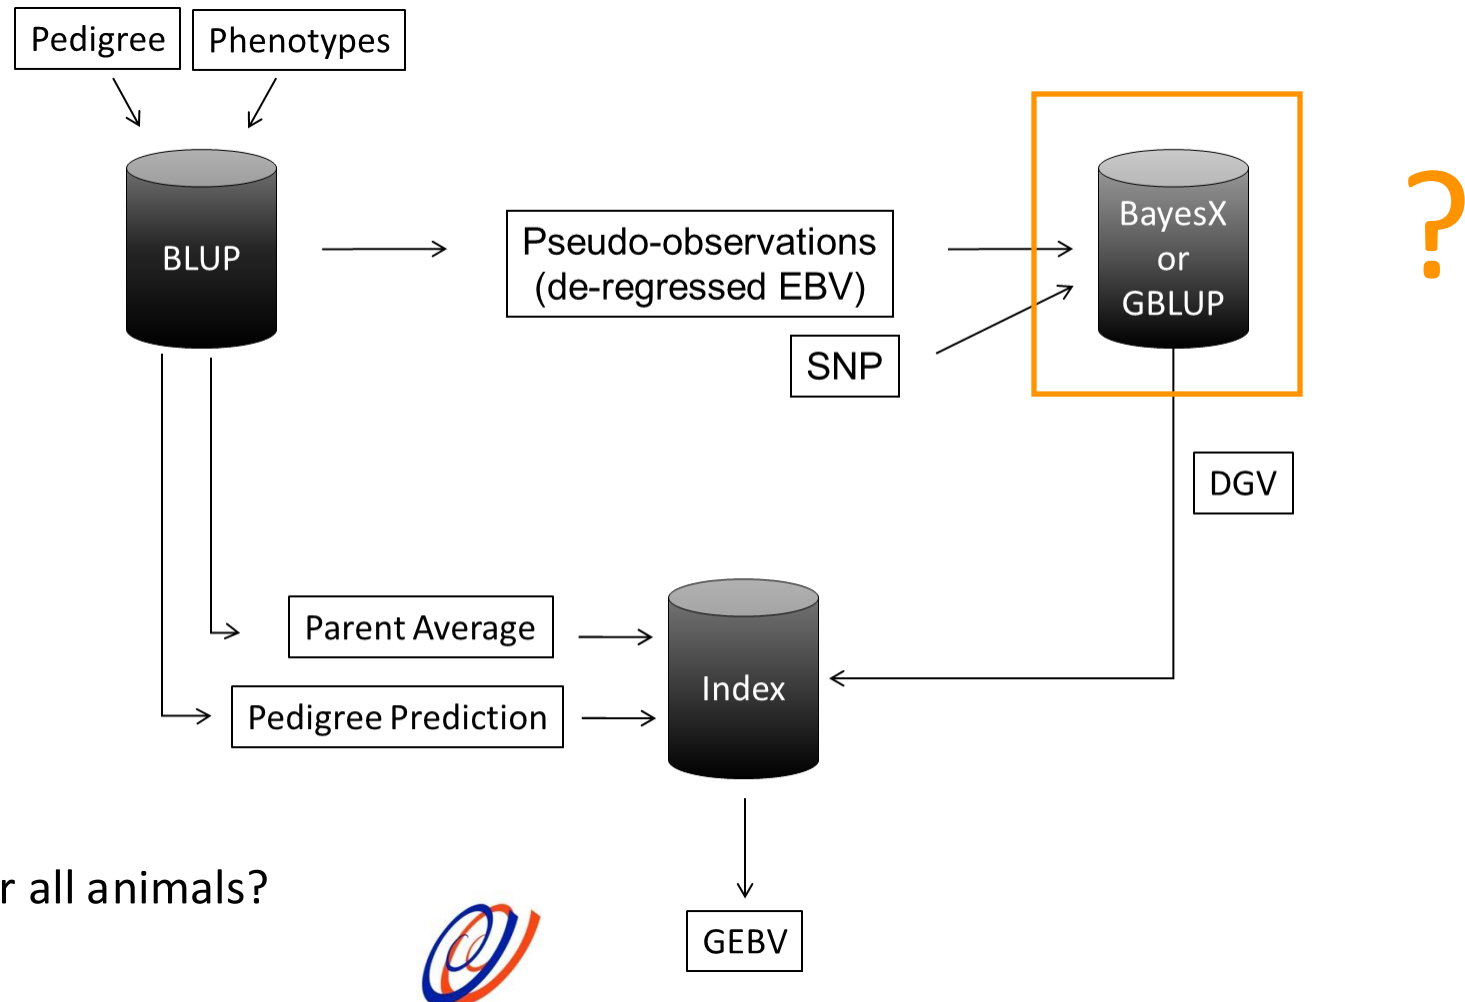 Pedigree
Phenotypes
BLUP
Pseudo-observations
(de-regressed EBV)
SNP
BayesX
or
GBLUP
?
DGV
Parent Average
Pedigree Prediction
Index
GEBV
r all animals?